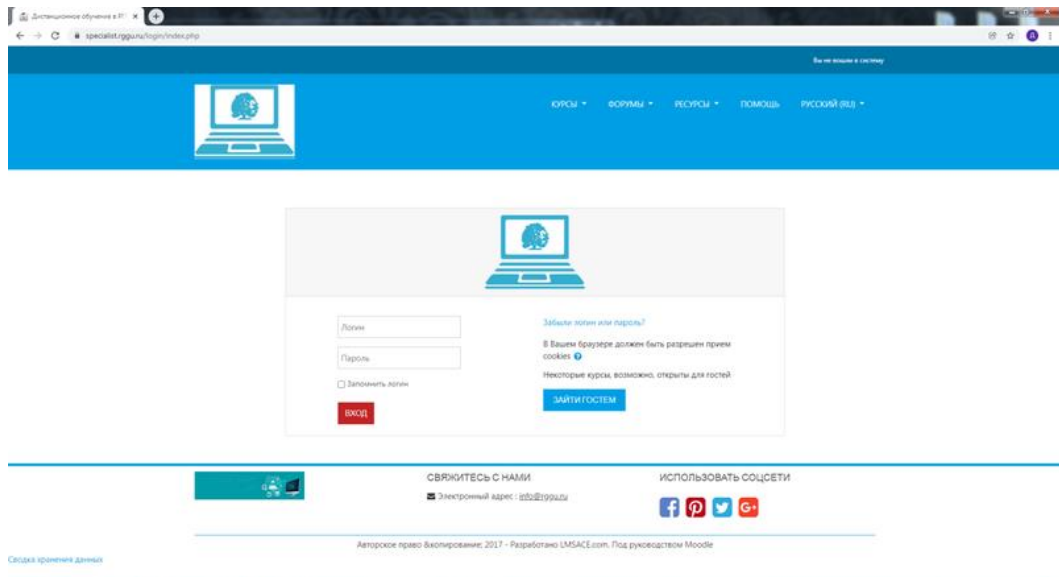 Дистанционное обучение в РГ
specialist.rggu.ru/login/index.php
Вы не вошли в систему
КУРСЫ ФОРУМЫ РЕСУРСЫ ПОМОЩЬ РУССКИЙ (RU)
Забыли логин или пароль?
Логин
В Вашем браузере должен быть разрешен прием
cookies
Пароль
Некоторые курсы, возможно, открыты для гостей
Запомнить логин
ЗАЙТИ ГОСТЕМ
ВХОД
СВЯЖИТЕСЬ С НАМИ
ИСПОЛЬЗОВАТЬ СОЦСЕТИ
Электронный адрес : info@rggu.ru
Авторское право &копирование; 2017 - Разработано LMSACE.com. Под руководством Moodle
Сводка хранения данных